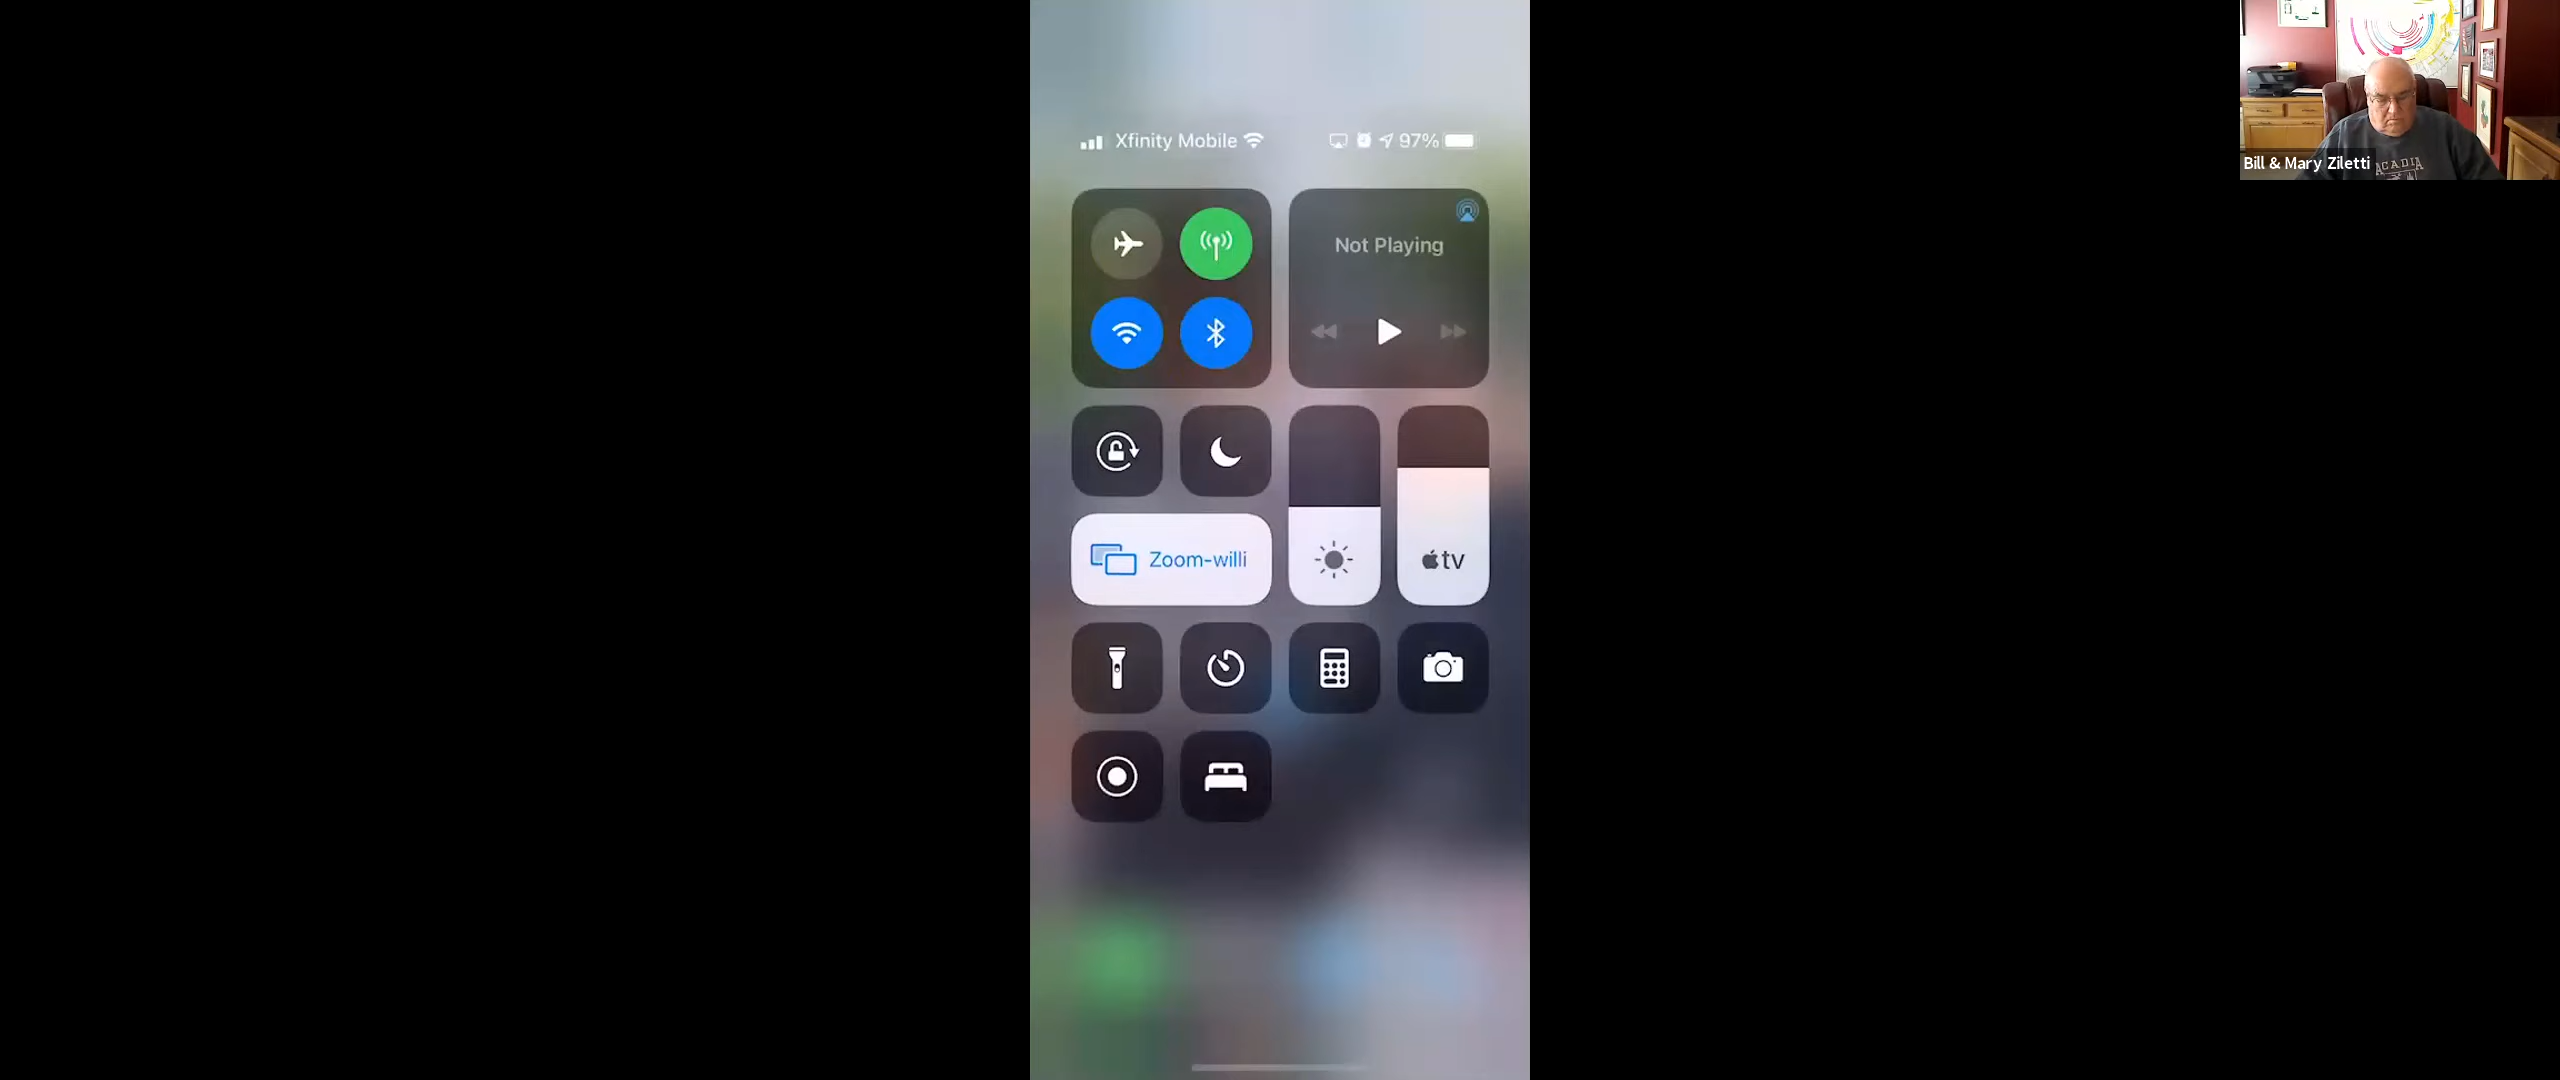 Xfinity Mobile 97%
Not Playing
Zoom-willi
tv
Bill & Mary Ziletti
ACADIA